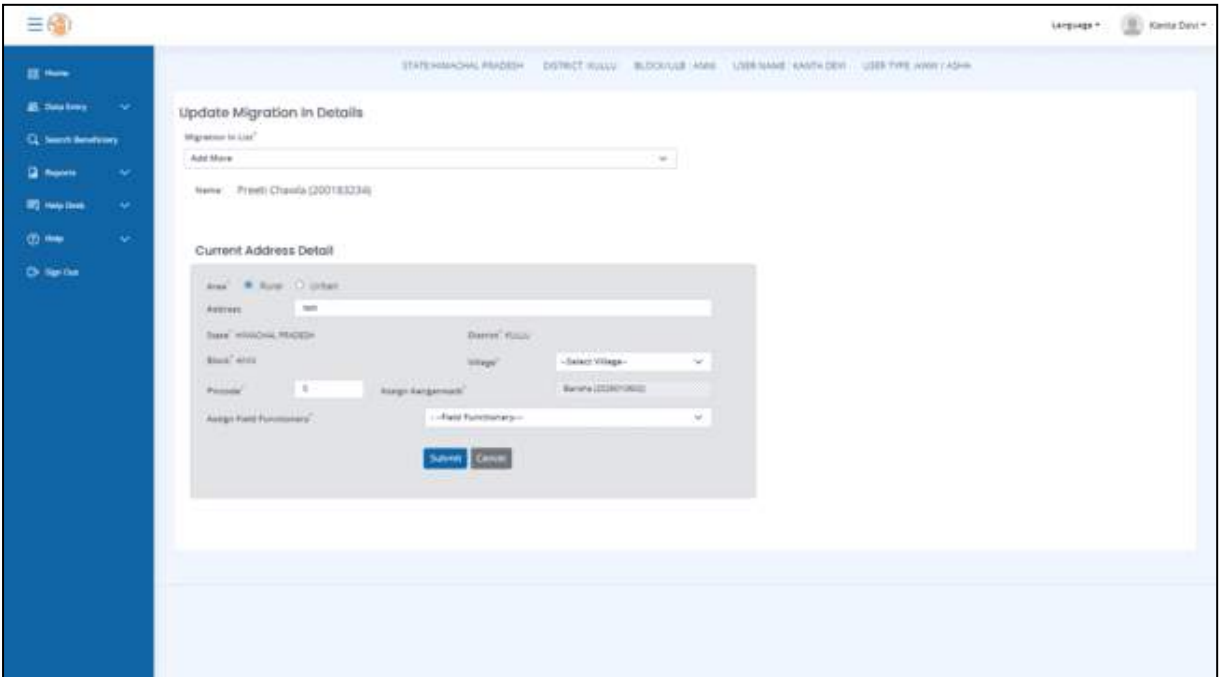 Language
Kanta Devi
STATE:HIMACHAL PRADESH DISTRICT: KULLU BLOCK/ULB : ANNI USER NAME : KANTA DEVI USER TYPE :AWW / ASHA
Home
Data Entry
Search Beneficiary
Reports
Help Desk
Help
Sign Out
Update Migration In Details
Migration In List*
Add More
Name Preeti Chawla (200183234)
Current Address Detail
Area* Rural Urban
Address
State* HIMACHAL PRADESH District* KULLU
Block* ANNI Village* --Select Village--
Pincode* Assign Aanganwadi*
Assign Field Functionary* ---Field Functionary---
Submit Cancel